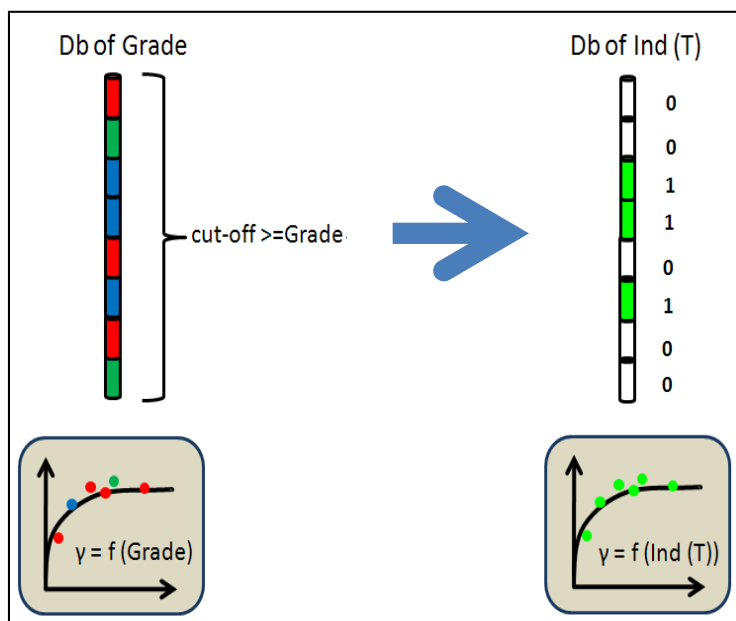 Db of Grade
Db of Ind (T)
0
0
1
1
cut-off >=Grade
0
1
0
0
γ = f (Grade)
γ = f (Ind (T))